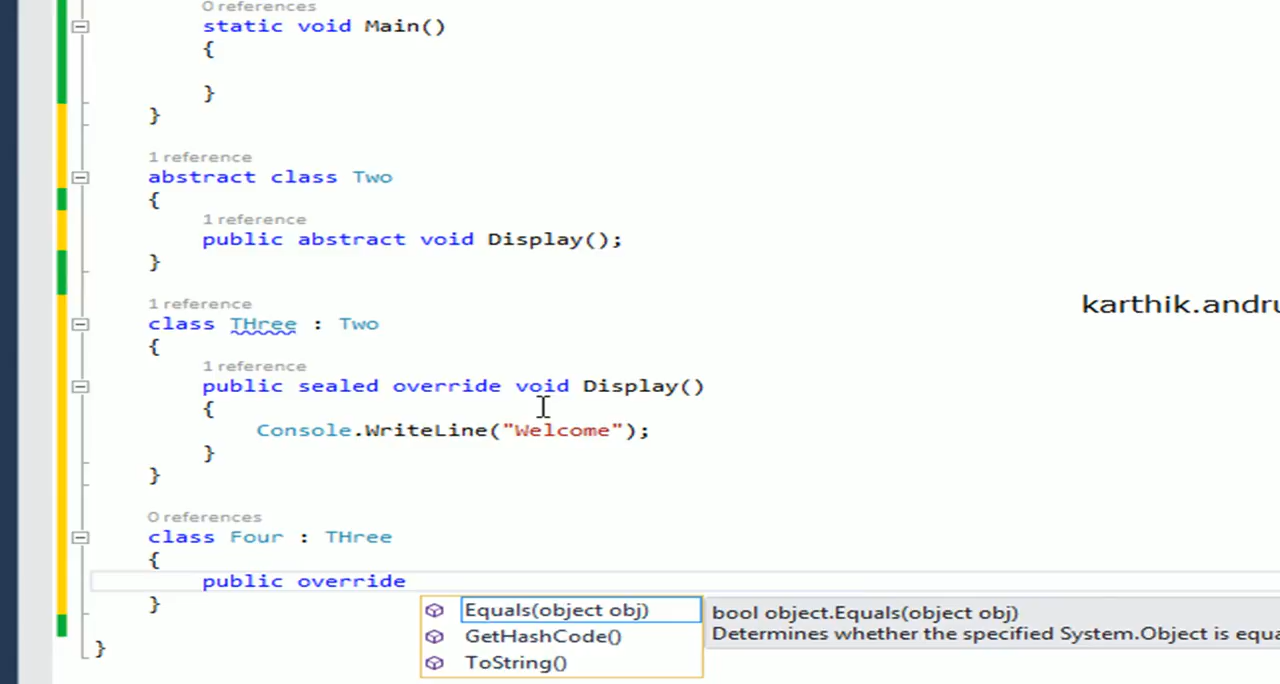 0 references
static void Main()
{
}
}
1 reference
abstract class Two
{
1 reference
public abstract void Display();
}
1 reference
class THree : Two
{
1 reference
public sealed override void Display()
{
Console.WriteLine("Welcome");
}
}
0 references
class Four : THree
{
public override
}
}
Equals(object obj)
GetHashCode()
ToString()
bool object.Equals(object obj)
Determines whether the specified System.Object is equa
karthik.andru